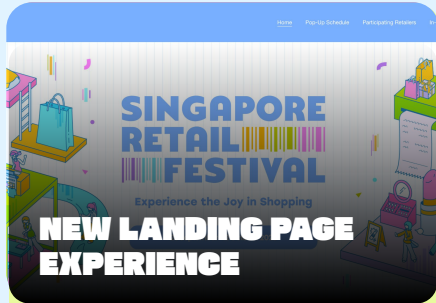 Home Pop-Up Schedule Participating Retailers
SINGAPORE
RETAIL
FESTIVAL
Experience the Joy in Shopping
NEW LANDING PAGE
EXPERIENCE